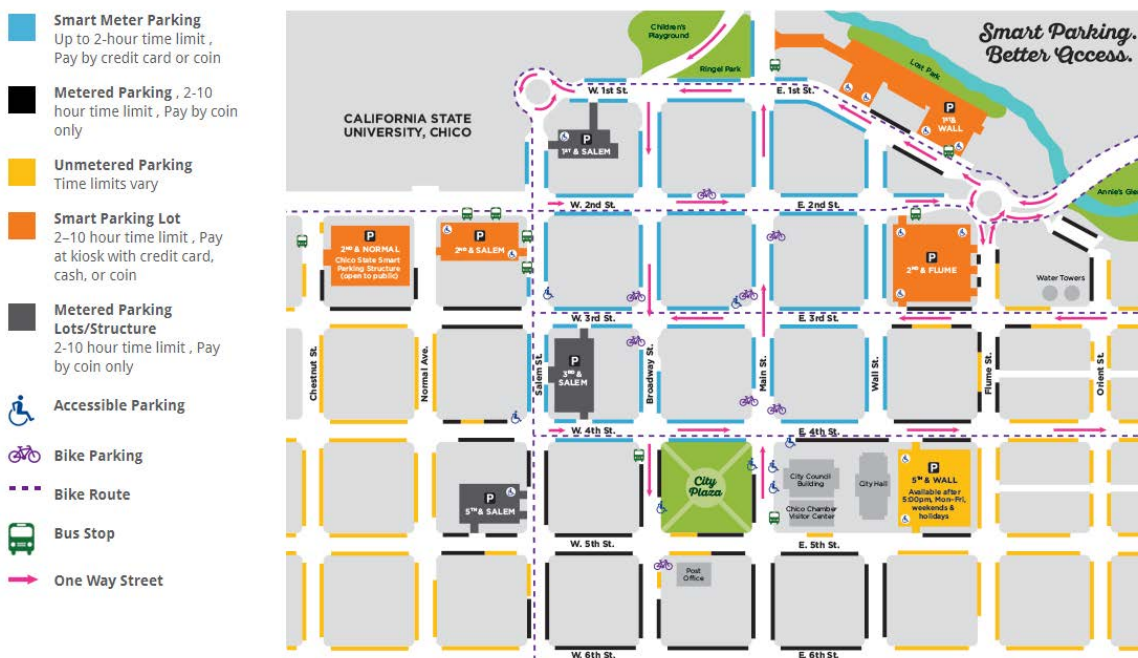 Smart Meter Parking
Up to 2-hour time limit ,
Pay by credit card or coin
Metered Parking , 2-10
hour time limit , Pay by coin
only
Unmetered Parking
Time limits vary
Smart Parking Lot
2–10 hour time limit , Pay
at kiosk with credit card,
cash, or coin
Metered Parking
Lots/Structure
2-10 hour time limit , Pay
by coin only
Accessible Parking
Bike Parking
Bike Route
Bus Stop
One Way Street
Smart Parking.
Better Access.
Children's
Playground
Ringel Park
Lost Park
W. 1st St.
E. 1st St.
CALIFORNIA STATE
UNIVERSITY, CHICO
P
1ST & SALEM
P
1ST &
WALL
Annie's Gle
W. 2nd St.
E. 2nd St.
P
2ND & NORMAL
Chico State Smart
Parking Structure
(open to public)
P
2ND & SALEM
P
2ND & FLUME
Water Towers
W. 3rd St.
E. 3rd St.
Chestnut St.
Normal Ave.
Salem St.
P
3RD &
SALEM
Broadway St.
Main St.
Wall St.
Flume St.
Orient St.
W. 4th St.
E. 4th St.
P
5TH & SALEM
City
Plaza
City Council
Building
City Hall
Chico Chamber
Visitor Center
P
5TH & WALL
Available after
5:00pm, Mon-Fri,
weekends &
holidays
W. 5th St.
E. 5th St.
Post
Office
W. 6th St.
E. 6th St.